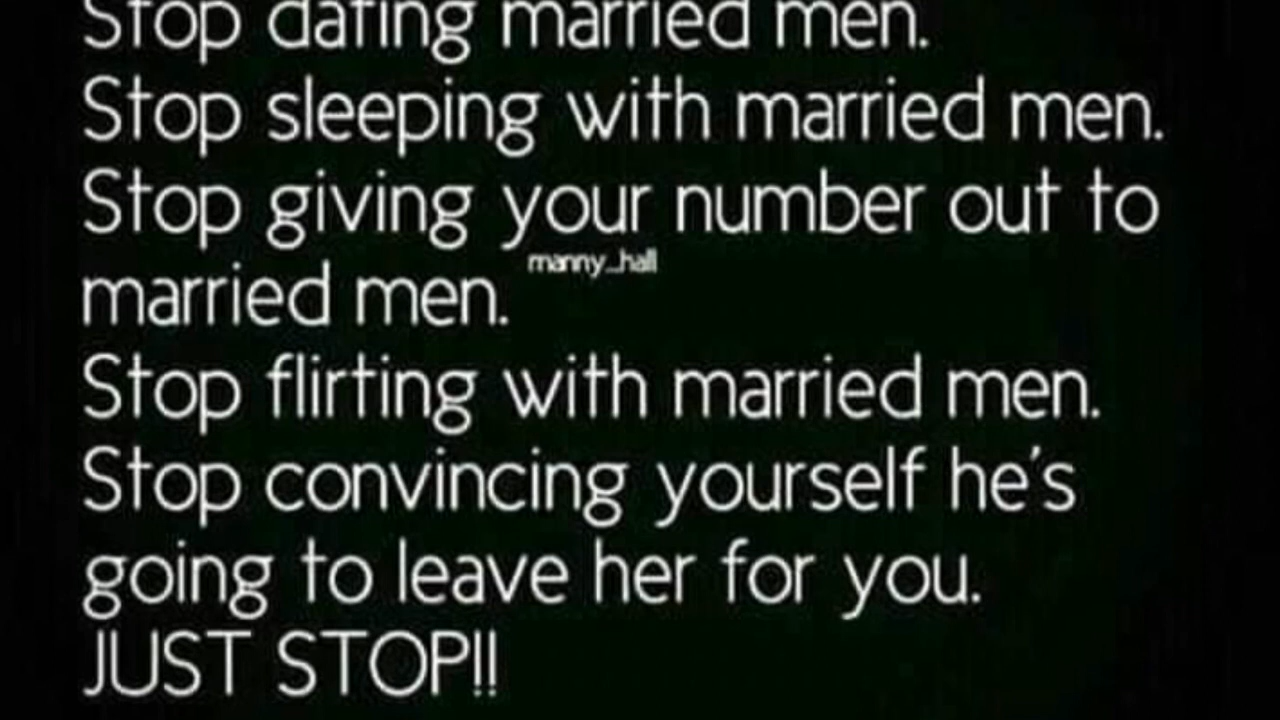 Stop dating married men.
Stop sleeping with married men.
Stop giving your number out to
manny_hall
married men.
Stop flirting with married men.
Stop convincing yourself he's
going to leave her for you.
JUST STOP!!